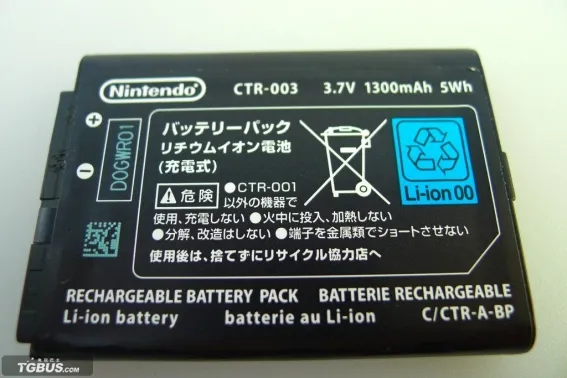 Nintendo CTR-003 3.7V 1300mAh 5Wh
+
−
D0GWR01
バッテリーパック
リチウムイオン電池
(充電式)
Li-ion 00
⚠危険 ●CTR-001
以外の機器で
使用、充電しない ●火中に投入、加熱しない
●分解、改造はしない ●端子を金属類でショートさせない
使用後は、捨てずにリサイクル協力店へ
RECHARGEABLE BATTERY PACK BATTERIE RECHARGEABLE
Li-ion battery batterie au Li-ion C/CTR-A-BP
TGBUS.com